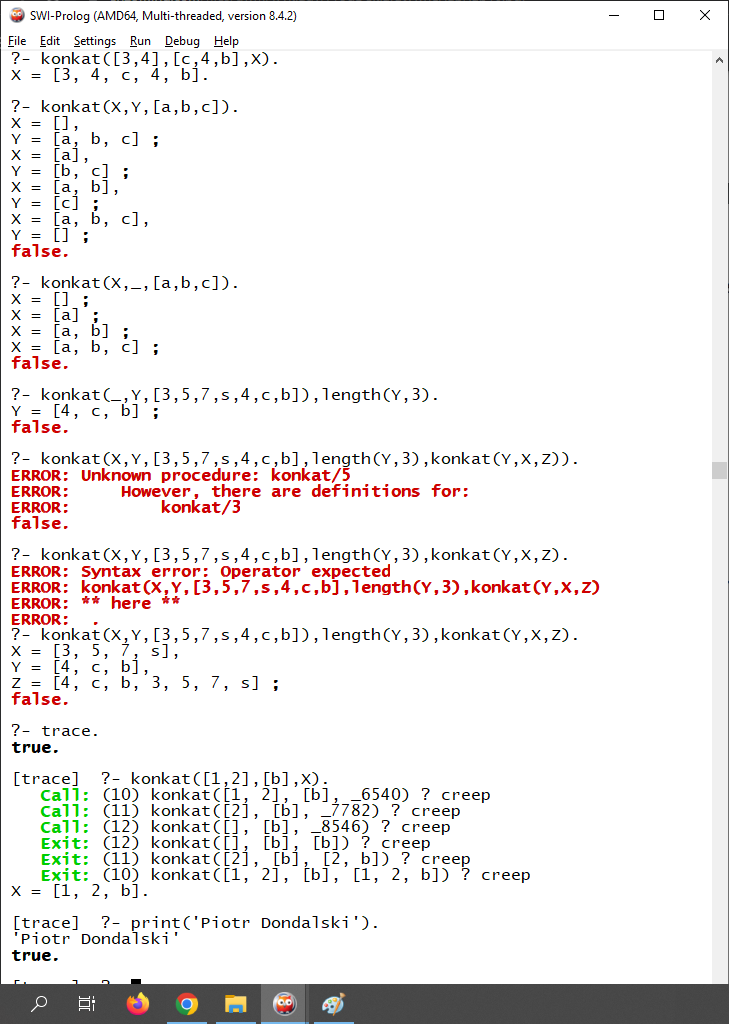 SWI-Prolog (AMD64, Multi-threaded, version 8.4.2)
File Edit Settings Run Debug Help
?- konkat([3,4],[c,4,b],X).
X = [3, 4, c, 4, b].
?- konkat(X,Y,[a,b,c]).
X = [],
Y = [a, b, c] ;
X = [a],
Y = [b, c] ;
X = [a, b],
Y = [c] ;
X = [a, b, c],
Y = [] ;
false.
?- konkat(X,_,[a,b,c]).
X = [] ;
X = [a] ;
X = [a, b] ;
X = [a, b, c] ;
false.
?- konkat(_,Y,[3,5,7,s,4,c,b]),length(Y,3).
Y = [4, c, b] ;
false.
?- konkat(X,Y,[3,5,7,s,4,c,b],length(Y,3),konkat(Y,X,Z)).
ERROR: Unknown procedure: konkat/5
ERROR:     However, there are definitions for:
ERROR:         konkat/3
false.
?- konkat(X,Y,[3,5,7,s,4,c,b],length(Y,3),konkat(Y,X,Z).
ERROR: Syntax error: Operator expected
ERROR: konkat(X,Y,[3,5,7,s,4,c,b],length(Y,3),konkat(Y,X,Z)
ERROR: ** here **
ERROR:  .
?- konkat(X,Y,[3,5,7,s,4,c,b]),length(Y,3),konkat(Y,X,Z).
X = [3, 5, 7, s],
Y = [4, c, b],
Z = [4, c, b, 3, 5, 7, s] ;
false.
?- trace.
true.
[trace]  ?- konkat([1,2],[b],X).
Call: (10) konkat([1, 2], [b], _6540) ? creep
Call: (11) konkat([2], [b], _7782) ? creep
Call: (12) konkat([], [b], _8546) ? creep
Exit: (12) konkat([], [b], [b]) ? creep
Exit: (11) konkat([2], [b], [2, b]) ? creep
Exit: (10) konkat([1, 2], [b], [1, 2, b]) ? creep
X = [1, 2, b].
[trace]  ?- print('Piotr Dondalski').
'Piotr Dondalski'
true.